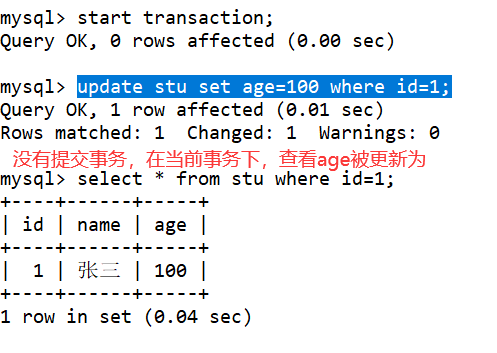 mysql> start transaction;
Query OK, 0 rows affected (0.00 sec)
mysql> update stu set age=100 where id=1;
Query OK, 1 row affected (0.01 sec)
Rows matched: 1  Changed: 1  Warnings: 0
没有提交事务，在当前事务下，查看age被更新为
mysql> select * from stu where id=1;
+----+------+-----+
| id | name | age |
+----+------+-----+
|  1 | 张三 | 100 |
+----+------+-----+
1 row in set (0.04 sec)